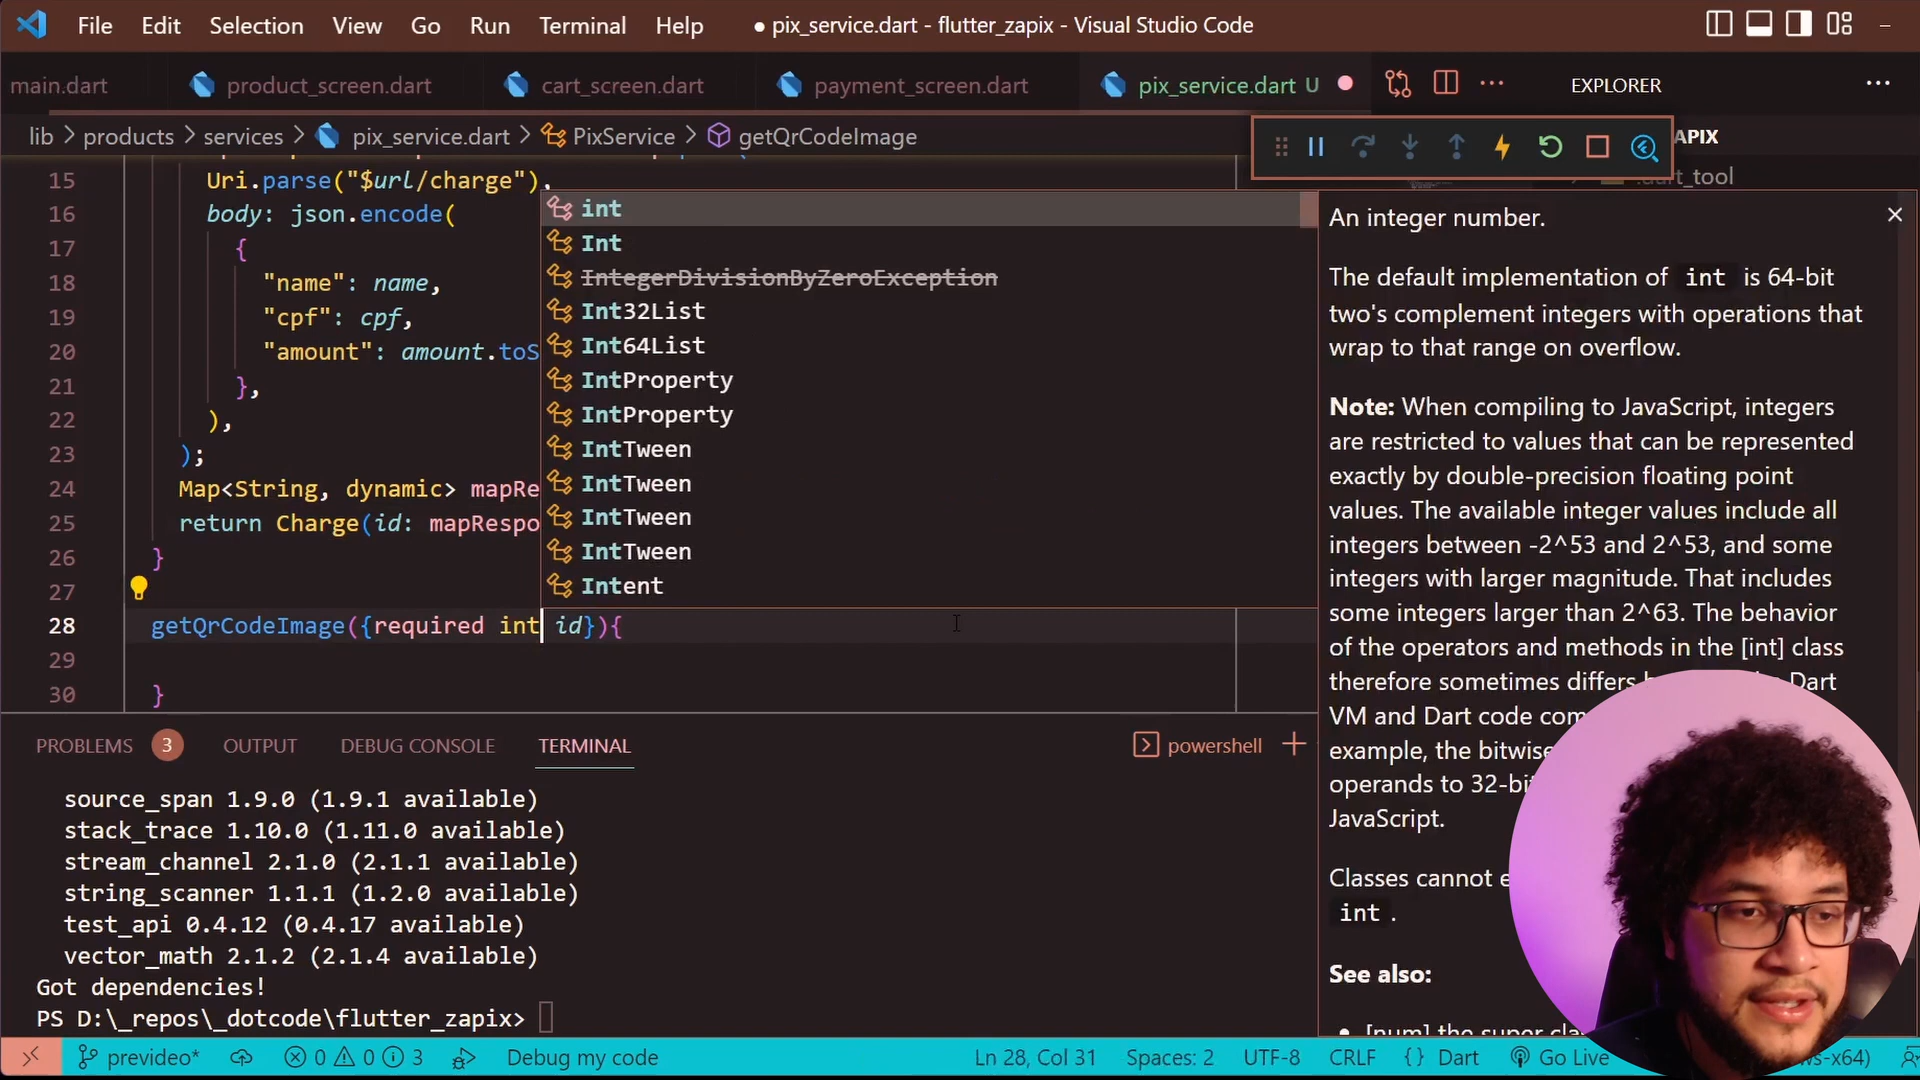 File Edit Selection View Go Run Terminal Help ● pix_service.dart - flutter_zapix - Visual Studio Code
main.dart product_screen.dart cart_screen.dart payment_screen.dart pix_service.dart U ● ··· EXPLORER ···
lib > products > services > pix_service.dart > PixService > getQrCodeImage
APIX
.dart_tool
15 Uri.parse("$url/charge"),
16 body: json.encode(
17 {
18 "name": name,
19 "cpf": cpf,
20 "amount": amount.toS
21 },
22 ),
23 );
24 Map<String, dynamic> mapRe
25 return Charge(id: mapRespo
26 }
27
28 getQrCodeImage({required int id}){
29
30 }
int
Int
IntegerDivisionByZeroException
Int32List
Int64List
IntProperty
IntProperty
IntTween
IntTween
IntTween
IntTween
Intent
An integer number.
The default implementation of int is 64-bit
two's complement integers with operations that
wrap to that range on overflow.
Note: When compiling to JavaScript, integers
are restricted to values that can be represented
exactly by double-precision floating point
values. The available integer values include all
integers between -2^53 and 2^53, and some
integers with larger magnitude. That includes
some integers larger than 2^63. The behavior
of the operators and methods in the [int] class
therefore sometimes differs Dart
VM and Dart code com
example, the bitwise
operands to 32-bit
JavaScript.
Classes cannot e
int .
See also:
• [num] the super cla
PROBLEMS 3 OUTPUT DEBUG CONSOLE TERMINAL powershell +
source_span 1.9.0 (1.9.1 available)
stack_trace 1.10.0 (1.11.0 available)
stream_channel 2.1.0 (2.1.1 available)
string_scanner 1.1.1 (1.2.0 available)
test_api 0.4.12 (0.4.17 available)
vector_math 2.1.2 (2.1.4 available)
Got dependencies!
PS D:\_repos\_dotcode\flutter_zapix>
prevideo* 0 0 3 Debug my code Ln 28, Col 31 Spaces: 2 UTF-8 CRLF {} Dart Go Live ws-x64)